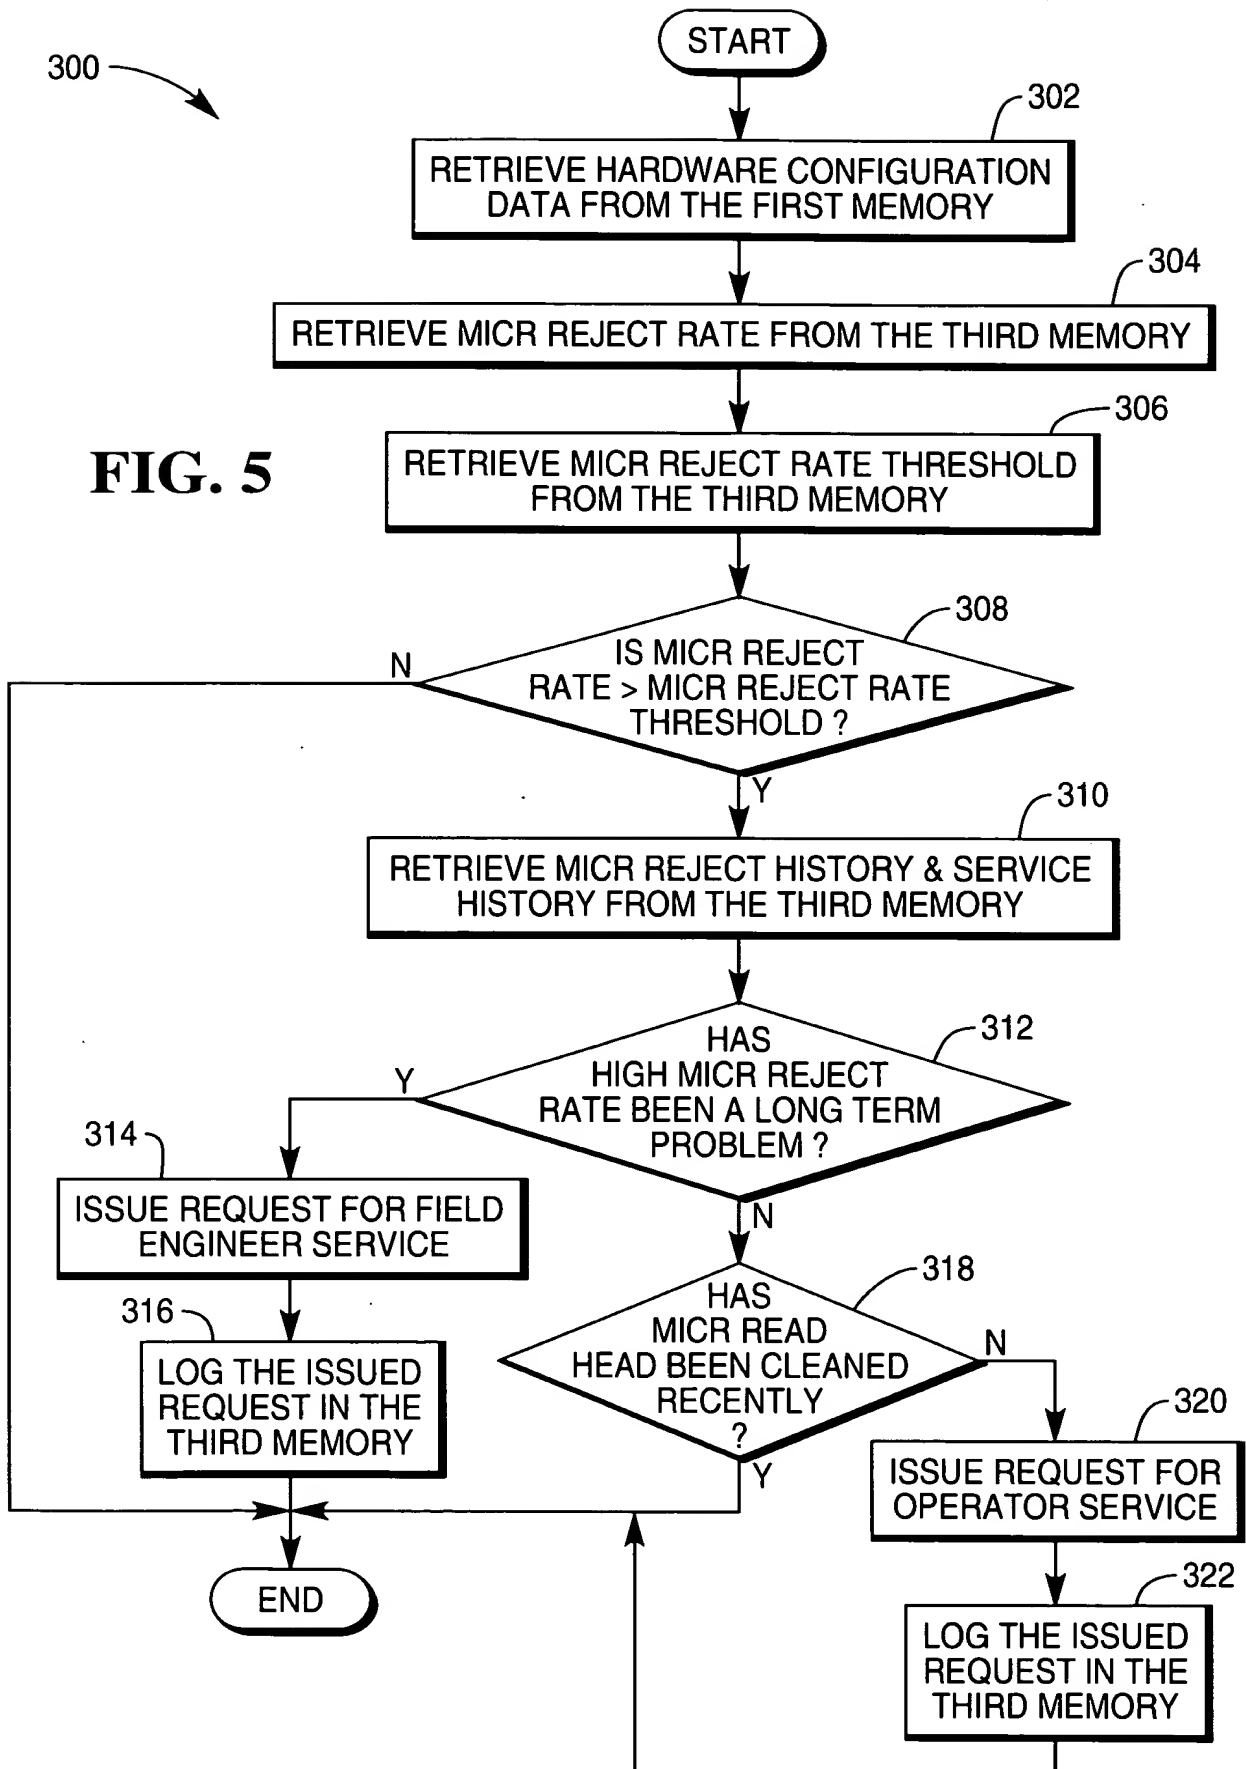 START
300
302
RETRIEVE HARDWARE CONFIGURATION
DATA FROM THE FIRST MEMORY
304
RETRIEVE MICR REJECT RATE FROM THE THIRD MEMORY
306
FIG. 5
RETRIEVE MICR REJECT RATE THRESHOLD
FROM THE THIRD MEMORY
308
N
IS MICR REJECT
RATE > MICR REJECT RATE
THRESHOLD ?
Y
310
RETRIEVE MICR REJECT HISTORY & SERVICE
HISTORY FROM THE THIRD MEMORY
312
HAS
HIGH MICR REJECT
RATE BEEN A LONG TERM
PROBLEM ?
Y
314
ISSUE REQUEST FOR FIELD
ENGINEER SERVICE
N
316
LOG THE ISSUED
REQUEST IN THE
THIRD MEMORY
318
HAS
MICR READ
HEAD BEEN CLEANED
RECENTLY
?
N
Y
320
ISSUE REQUEST FOR
OPERATOR SERVICE
END
322
LOG THE ISSUED
REQUEST IN THE
THIRD MEMORY